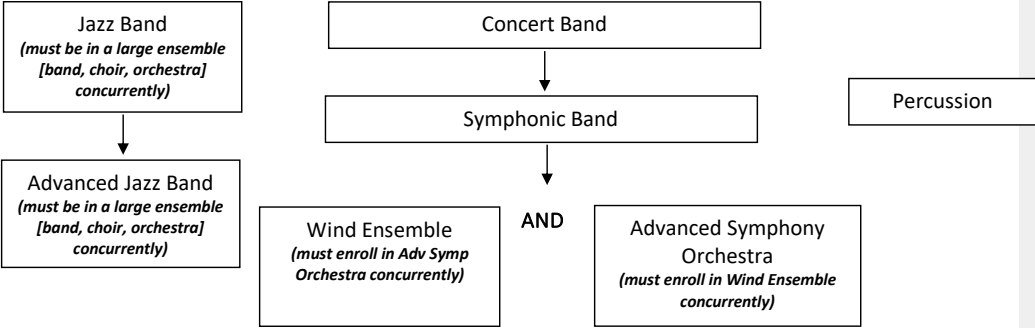 Jazz Band
(must be in a large ensemble
[band, choir, orchestra]
concurrently)
Advanced Jazz Band
(must be in a large ensemble
[band, choir, orchestra]
concurrently)
Concert Band
Symphonic Band
Wind Ensemble
(must enroll in Adv Symp
Orchestra concurrently)
AND
Advanced Symphony
Orchestra
(must enroll in Wind Ensemble
concurrently)
Percussion